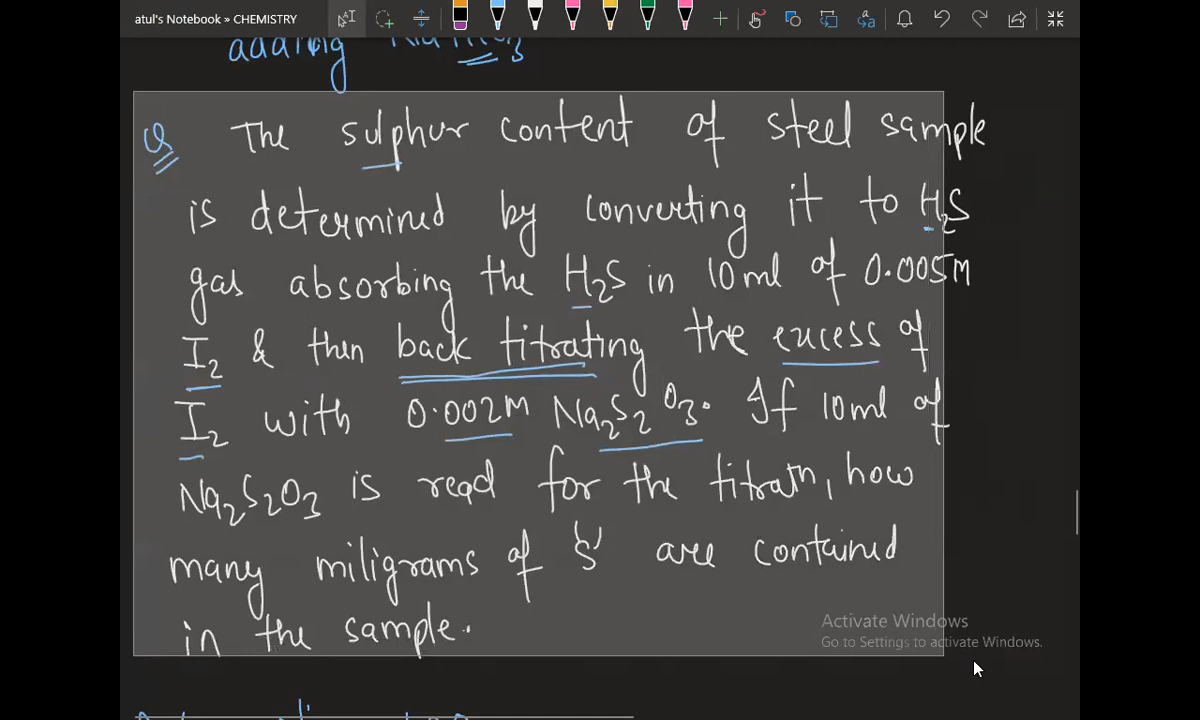 atul's Notebook » CHEMISTRY
adding
Q The sulphur content of steel sample
is determined by converting it to H₂S
gas absorbing the H₂S in 10ml of 0.005M
I₂ & then back titrating the excess of
I₂ with 0.002M Na₂S₂O₃. If 10ml of
Na₂S₂O₃ is read for the titratn, how
many miligrams of 'S' are contained
in the sample.
Activate Windows
Go to Settings to activate Windows.